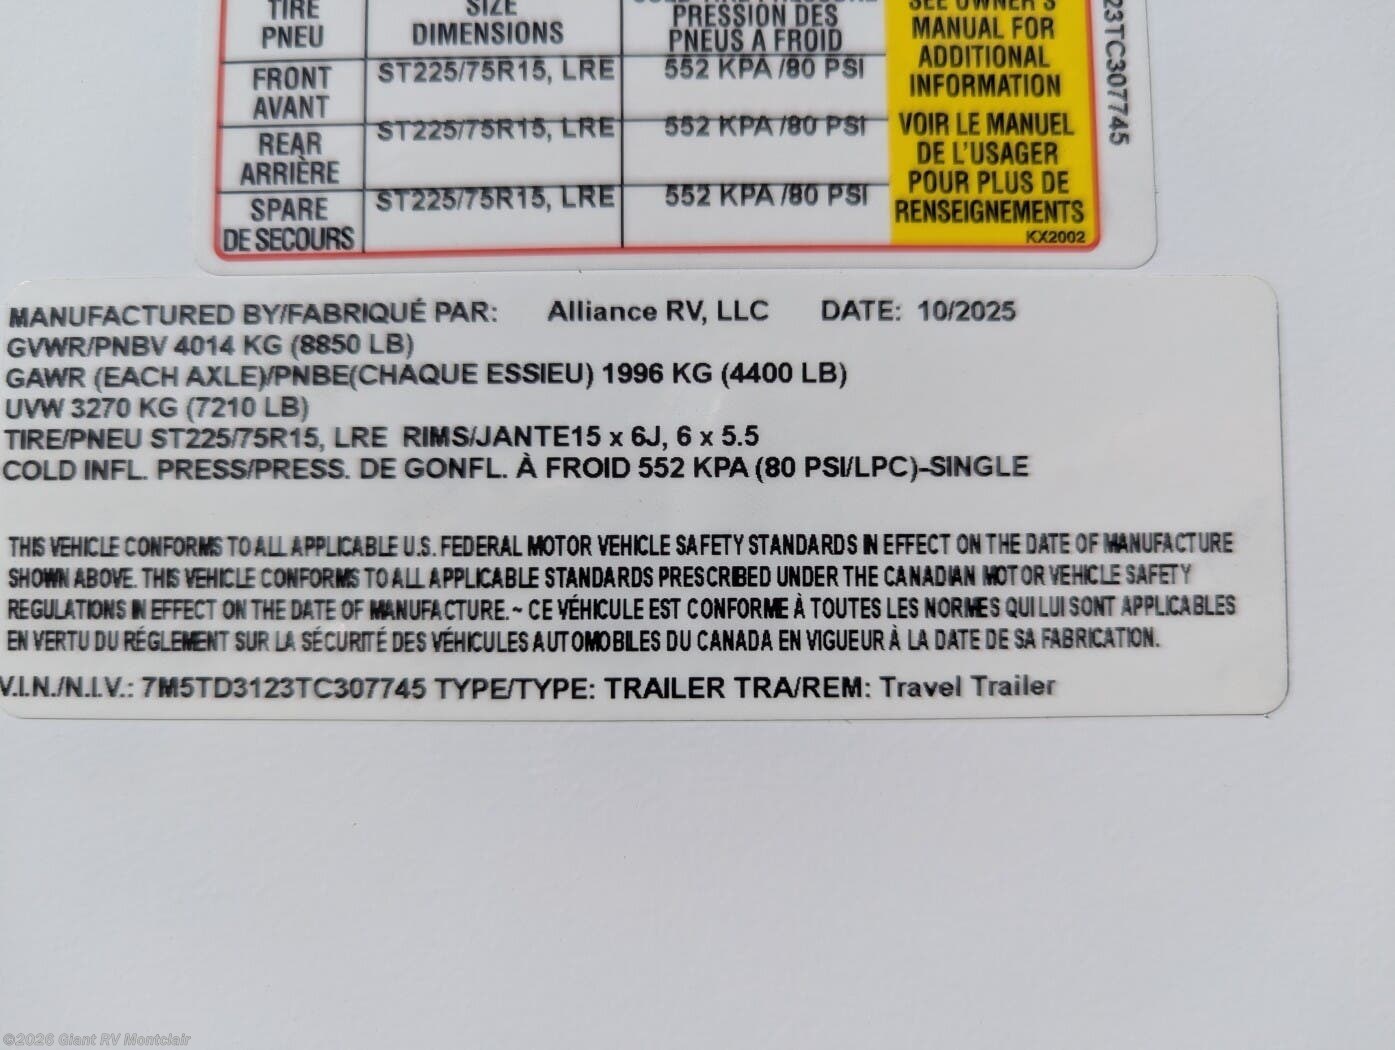 TIRE SIZE COLD TIRE PRESSURE SEE OWNER'S
PNEU DIMENSIONS PRESSION DES MANUAL FOR
PNEUS A FROID ADDITIONAL
FRONT ST225/75R15, LRE 552 KPA /80 PSI INFORMATION
AVANT
REAR ST225/75R15, LRE 552 KPA /80 PSI VOIR LE MANUEL
ARRIÈRE DE L'USAGER
SPARE ST225/75R15, LRE 552 KPA /80 PSI POUR PLUS DE
DE SECOURS RENSEIGNEMENTS
KX2002
23TC307745
MANUFACTURED BY/FABRIQUÉ PAR: Alliance RV, LLC DATE: 10/2025
GVWR/PNBV 4014 KG (8850 LB)
GAWR (EACH AXLE)/PNBE(CHAQUE ESSIEU) 1996 KG (4400 LB)
UVW 3270 KG (7210 LB)
TIRE/PNEU ST225/75R15, LRE RIMS/JANTE15 x 6J, 6 x 5.5
COLD INFL. PRESS/PRESS. DE GONFL. À FROID 552 KPA (80 PSI/LPC)-SINGLE
THIS VEHICLE CONFORMS TO ALL APPLICABLE U.S. FEDERAL MOTOR VEHICLE SAFETY STANDARDS IN EFFECT ON THE DATE OF MANUFACTURE
SHOWN ABOVE. THIS VEHICLE CONFORMS TO ALL APPLICABLE STANDARDS PRESCRIBED UNDER THE CANADIAN MOTOR VEHICLE SAFETY
REGULATIONS IN EFFECT ON THE DATE OF MANUFACTURE. ~ CE VÉHICULE EST CONFORME À TOUTES LES NORMES QUI LUI SONT APPLICABLES
EN VERTU DU RÉGLEMENT SUR LA SÉCURITÉ DES VÉHICULES AUTOMOBILES DU CANADA EN VIGUEUR À LA DATE DE SA FABRICATION.
V.I.N./N.I.V.: 7M5TD3123TC307745 TYPE/TYPE: TRAILER TRA/REM: Travel Trailer
©2026 Giant RV Montclair